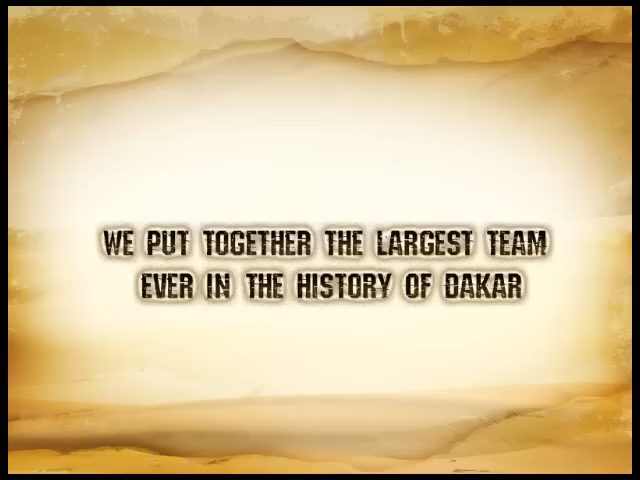 WE PUT TOGETHER THE LARGEST TEAM
EVER IN THE HISTORY OF DAKAR